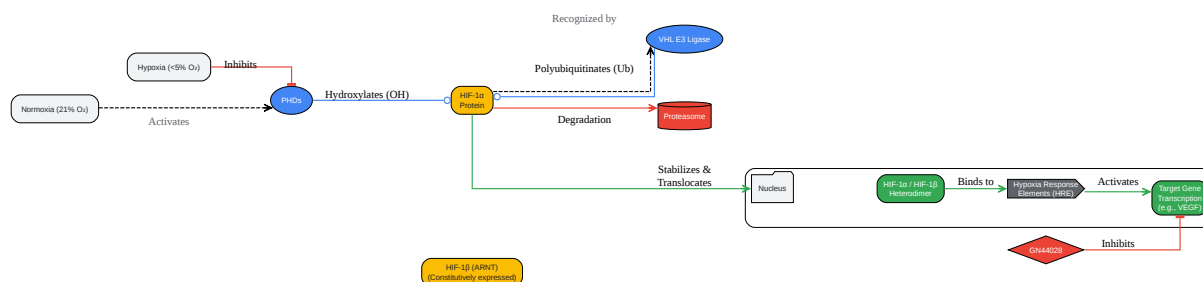 Recognized by
VHL E3 Ligase
Hypoxia (<5% O₂)
Inhibits
Polyubiquitinates (Ub)
PHDs
Hydroxylates (OH)
HIF-1α
Protein
Normoxia (21% O₂)
Activates
Degradation
Proteasome
Stabilizes &
Translocates
Nucleus
HIF-1α / HIF-1β
Heterodimer
Binds to
Hypoxia Response
Elements (HRE)
Activates
Target Gene
Transcription
(e.g., VEGF)
GN44028
Inhibits
HIF-1β (ARNT)
(Constitutively expressed)